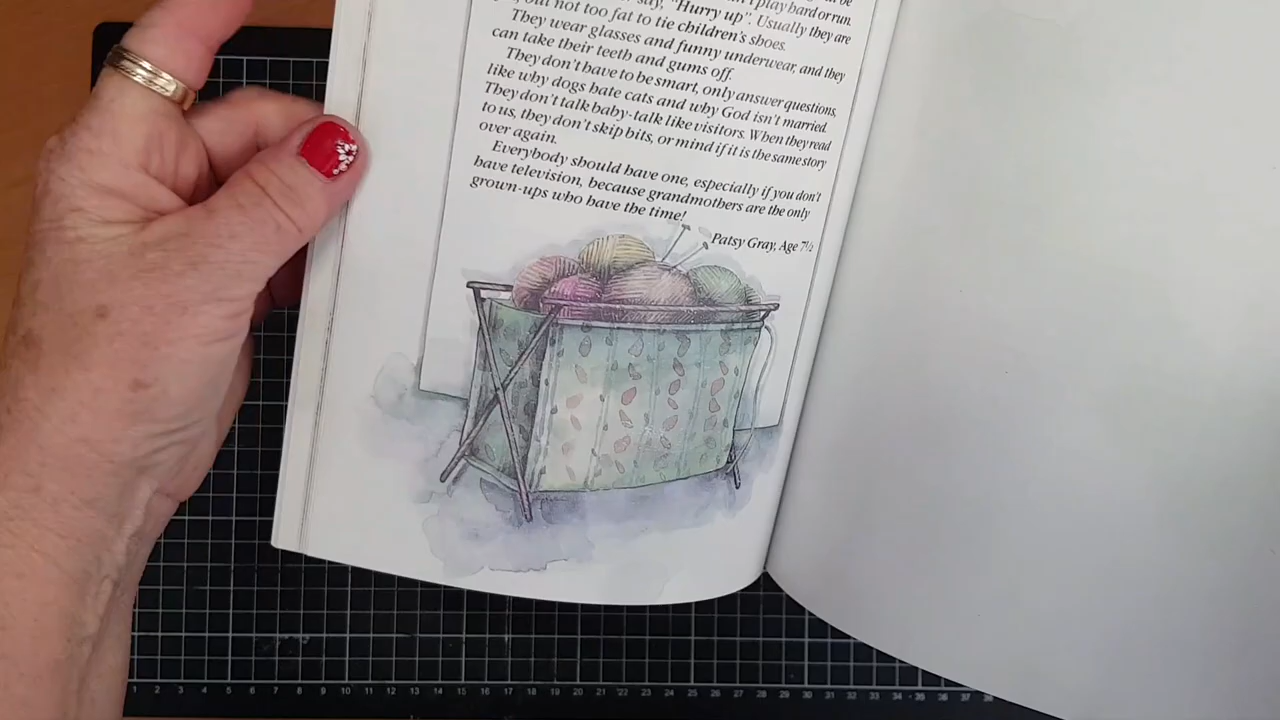 play hard or run.
say, "Hurry up". Usually they are
but not too fat to tie children's shoes.
They wear glasses and funny underwear, and they
can take their teeth and gums off.
They don't have to be smart, only answer questions,
like why dogs hate cats and why God isn't married.
They don't talk baby-talk like visitors. When they read
to us, they don't skip bits, or mind if it is the same story
over again.
Everybody should have one, especially if you don't
have television, because grandmothers are the only
grown-ups who have the time!
Patsy Gray, Age 7½
1 2 3 4 5 6 7 8 9 10 11 12 13 14 15 16 17 18 19 20 21 22 23 24 25 26 27 28 29 30 31 32 33 34 35 36 37 38